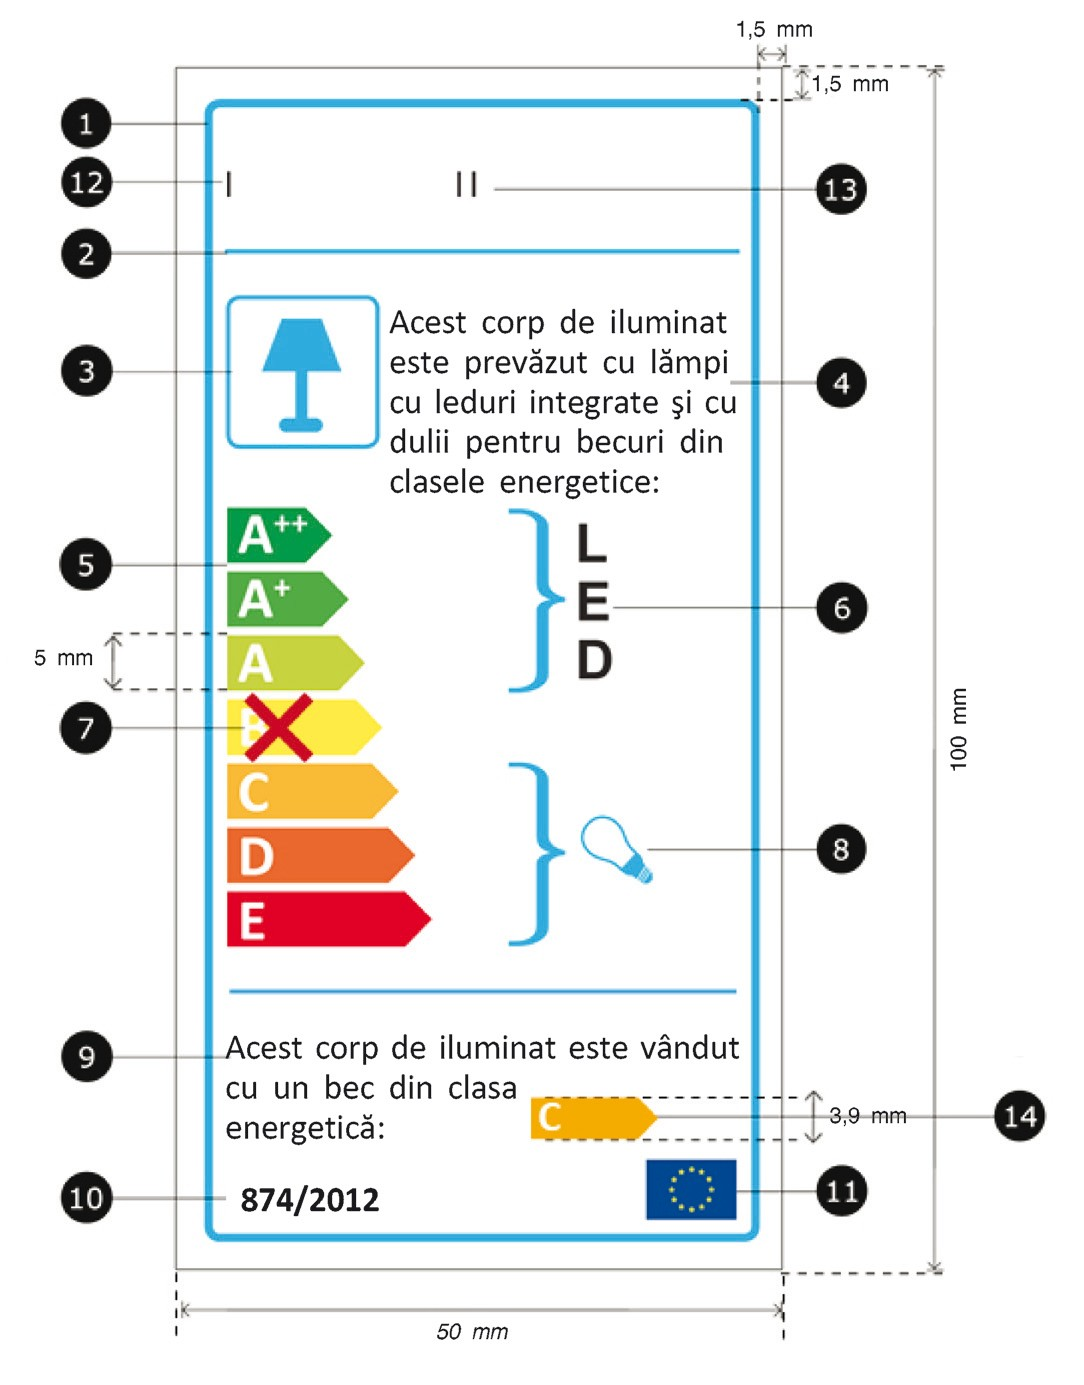 1,5 mm
1,5 mm
1
12
I
II
13
2
3
Acest corp de iluminat
este prevăzut cu lămpi
cu leduri integrate şi cu
dulii pentru becuri din
clasele energetice:
4
A++
L
5
A+
E
6
5 mm
A
D
7
B
100 mm
C
8
D
E
9
Acest corp de iluminat este vândut
cu un bec din clasa
energetică:
C
3,9 mm
14
10
874/2012
11
50 mm